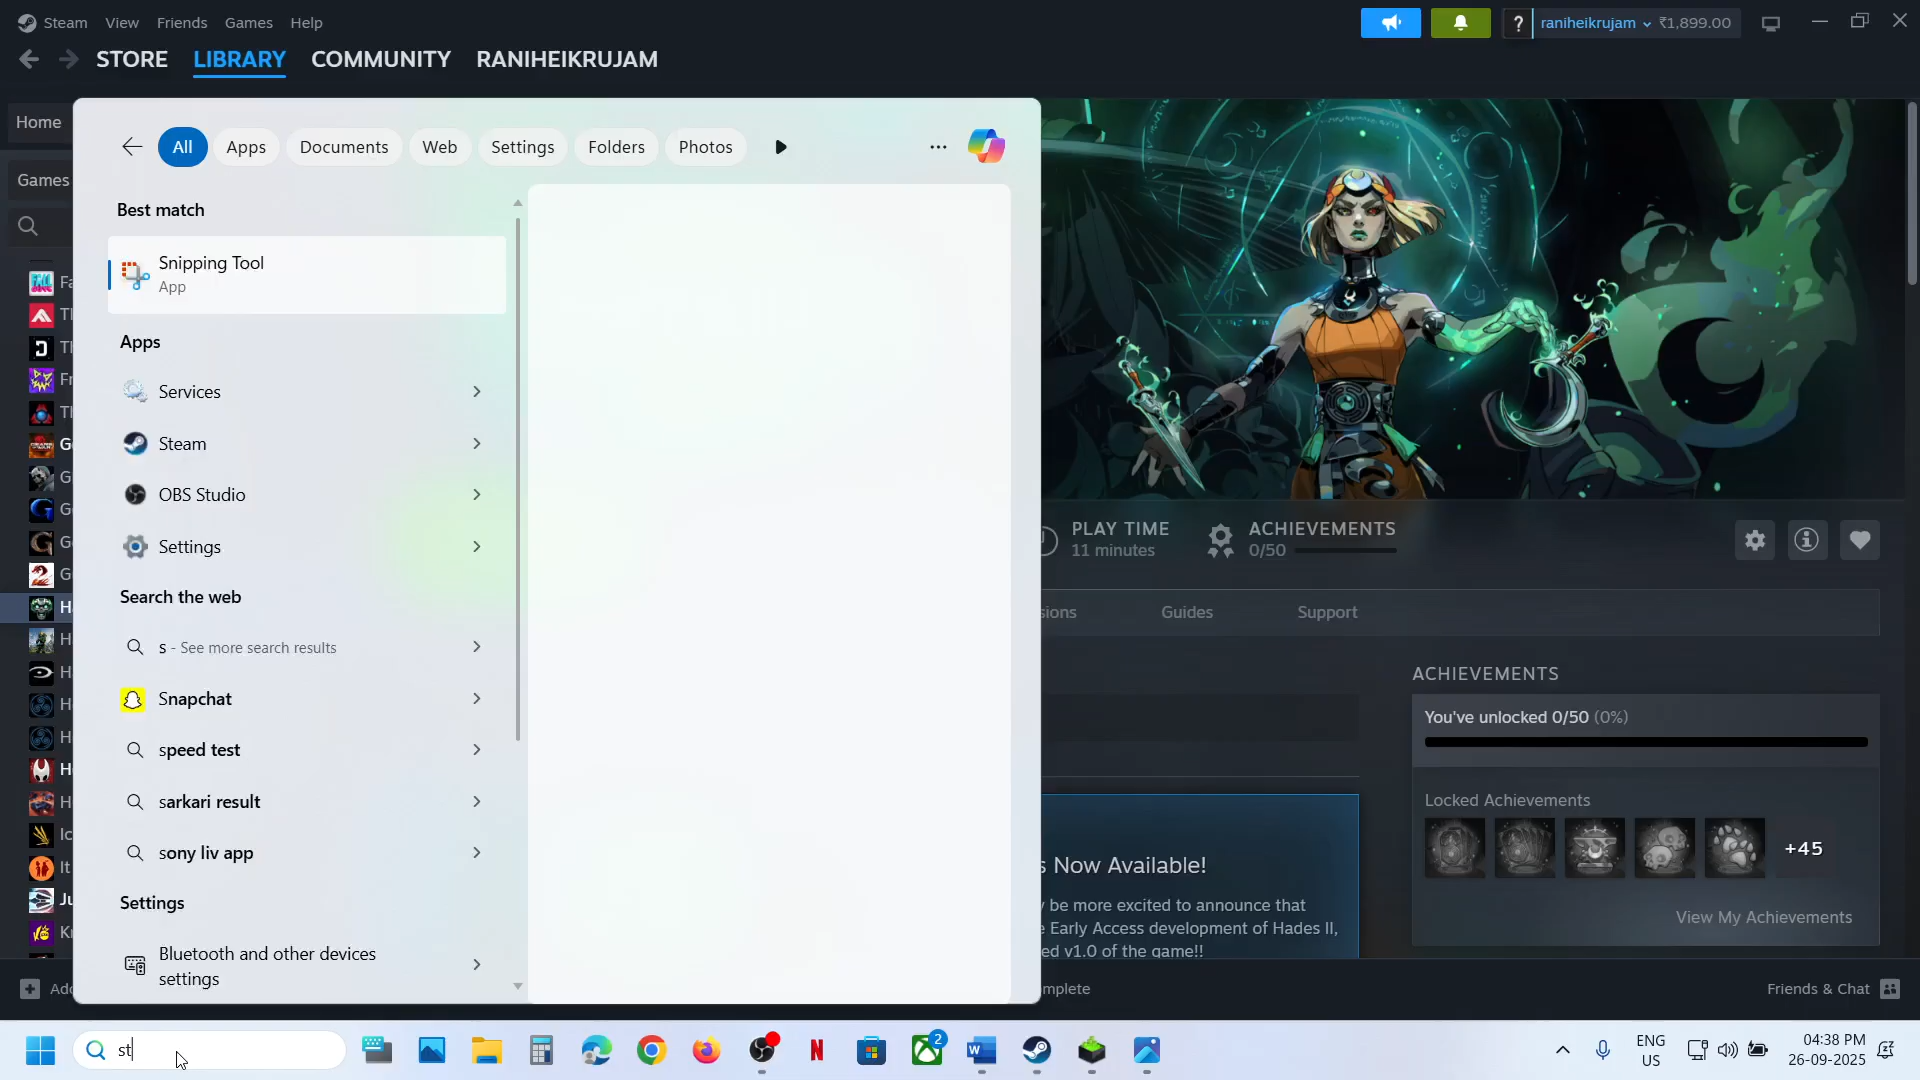 Steam View Friends Games Help
raniheikrujam ₹1,899.00
STORE LIBRARY COMMUNITY RANIHEIKRUJAM
Home
Games
All Apps Documents Web Settings Folders Photos
Best match
Snipping Tool
App
Apps
Services
Steam
OBS Studio
Settings
Search the web
s - See more search results
Snapchat
speed test
sarkari result
sony liv app
Settings
Bluetooth and other devices
settings
PLAY TIME
11 minutes
ACHIEVEMENTS
0/50
Guides Support
ACHIEVEMENTS
You've unlocked 0/50 (0%)
Locked Achievements
+45
View My Achievements
s Now Available!
be more excited to announce that
Early Access development of Hades II,
ed v1.0 of the game!!
Friends & Chat
st
2
ENG
US
04:38 PM
26-09-2025